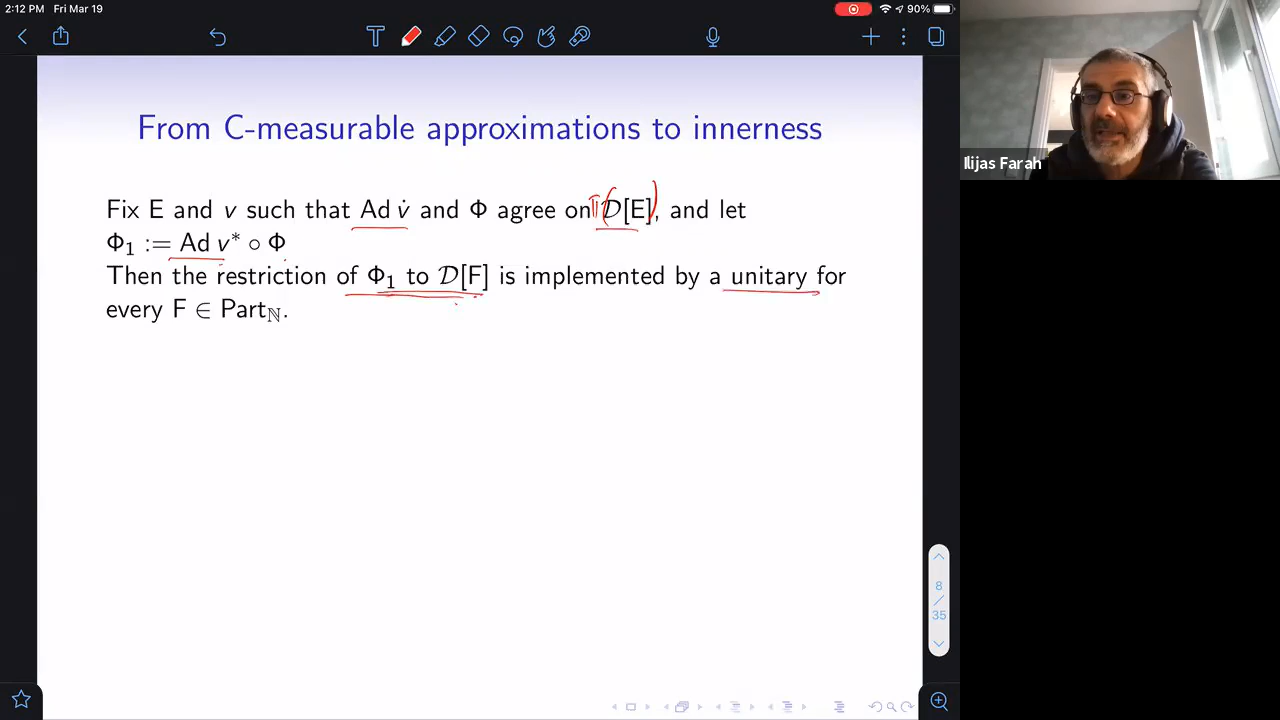 2:12 PM Fri Mar 19
90%
From C-measurable approximations to innerness
Fix E and v such that Ad v̇ and Φ agree on π(𝒟[E]), and let
Φ₁ := Ad v* ∘ Φ
Then the restriction of Φ₁ to 𝒟[F] is implemented by a unitary for
every F ∈ Part_ℕ.
Ilijas Farah
8
/
35